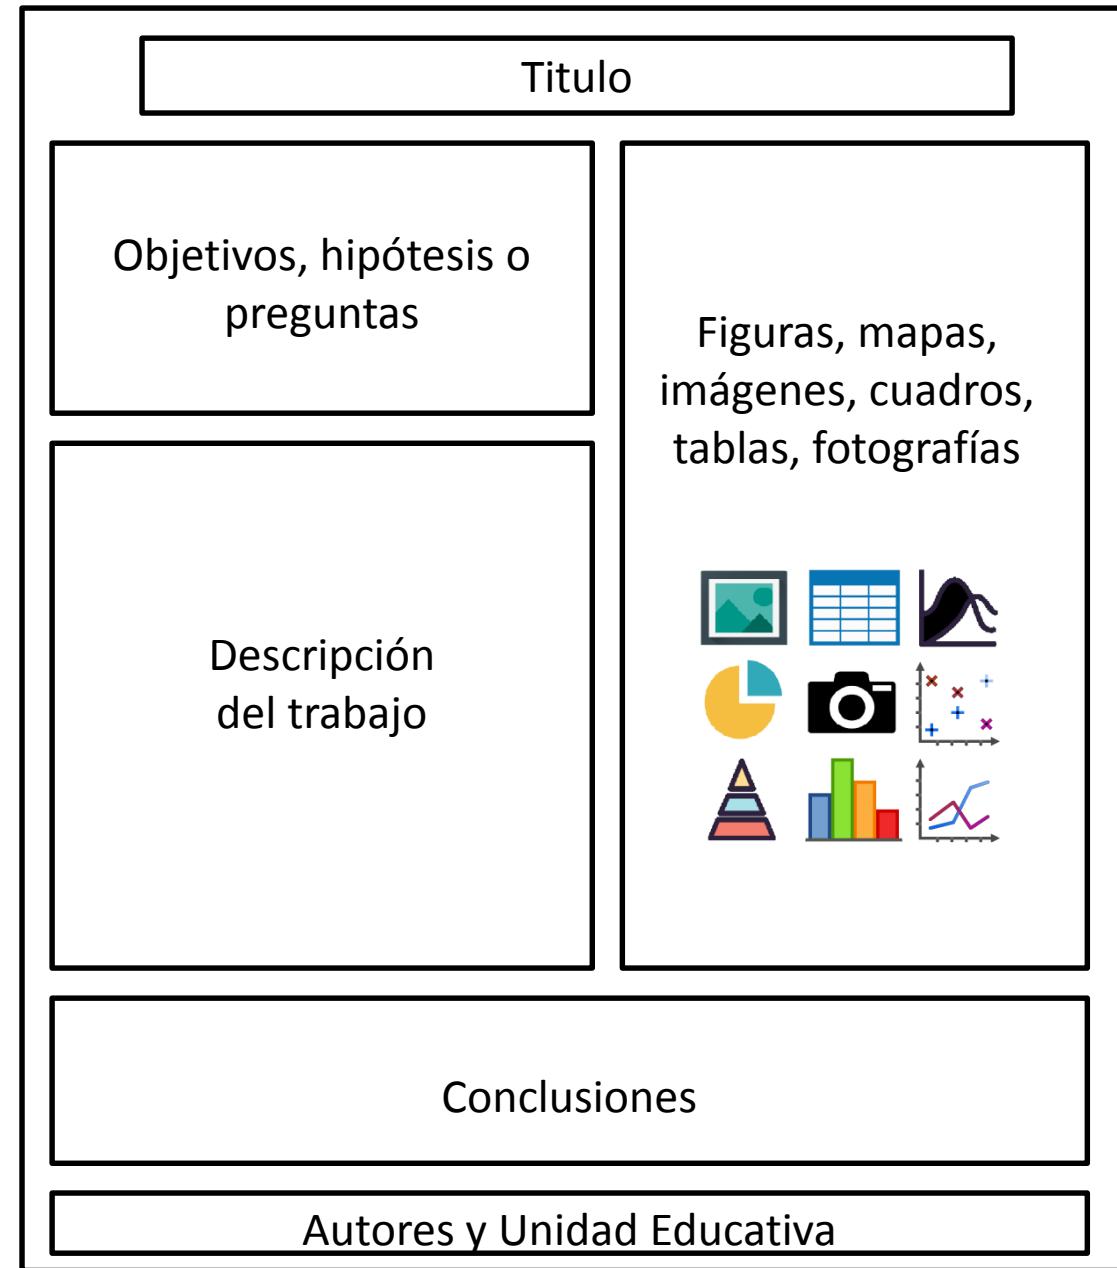 Titulo
Objetivos, hipótesis o
preguntas
Descripción
del trabajo
Figuras, mapas,
imágenes, cuadros,
tablas, fotografías
Conclusiones
Autores y Unidad Educativa